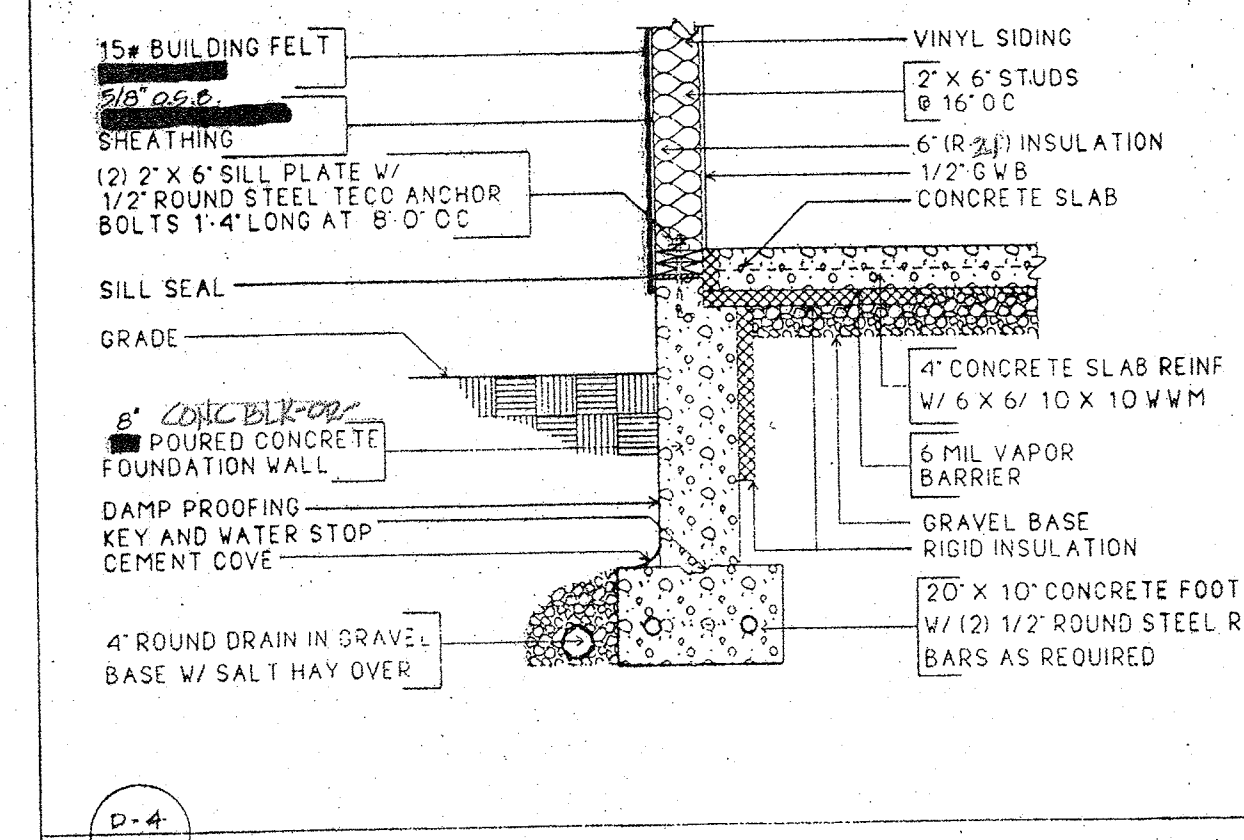 15# BUILDING FELT
5/8" O.S.B.
SHEATHING
(2) 2" X 6" SILL PLATE W/
1/2" ROUND STEEL TECO ANCHOR
BOLTS 1'-4" LONG AT 8'-0" OC
SILL SEAL
GRADE
8" CONC BLK-OR-
POURED CONCRETE
FOUNDATION WALL
DAMP PROOFING
KEY AND WATER STOP
CEMENT COVE
4" ROUND DRAIN IN GRAVEL
BASE W/ SALT HAY OVER
VINYL SIDING
2" X 6" STUDS
@ 16" OC
6" (R-21) INSULATION
1/2" GWB
CONCRETE SLAB
4" CONCRETE SLAB REINF
W/ 6 X 6/ 10 X 10 WWM
6 MIL VAPOR
BARRIER
GRAVEL BASE
RIGID INSULATION
20" X 10" CONCRETE FOOT
W/ (2) 1/2" ROUND STEEL R
BARS AS REQUIRED
D-4